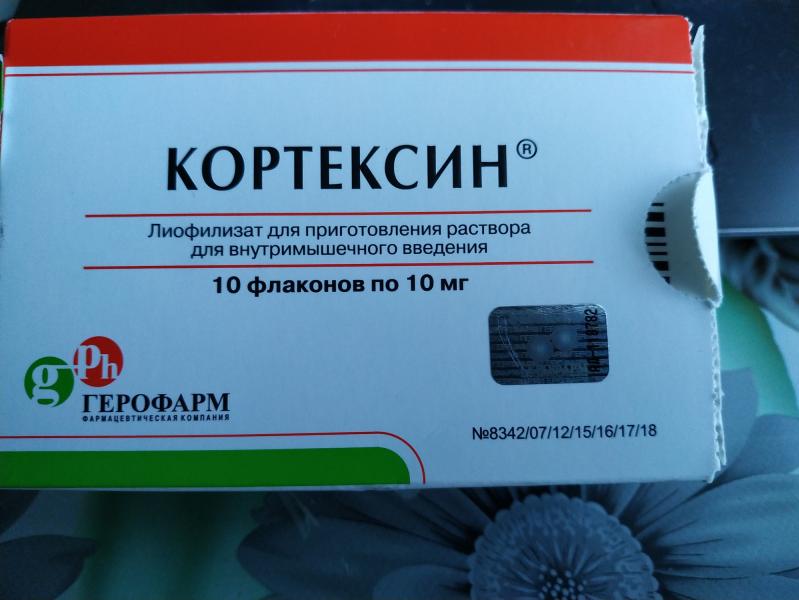 КОРТЕКСИН®
Лиофилизат для приготовления раствора
для внутримышечного введения
10 флаконов по 10 мг
g ph
ГЕРОФАРМ
ФАРМАЦЕВТИЧЕСКАЯ КОМПАНИЯ
№8342/07/12/15/16/17/18